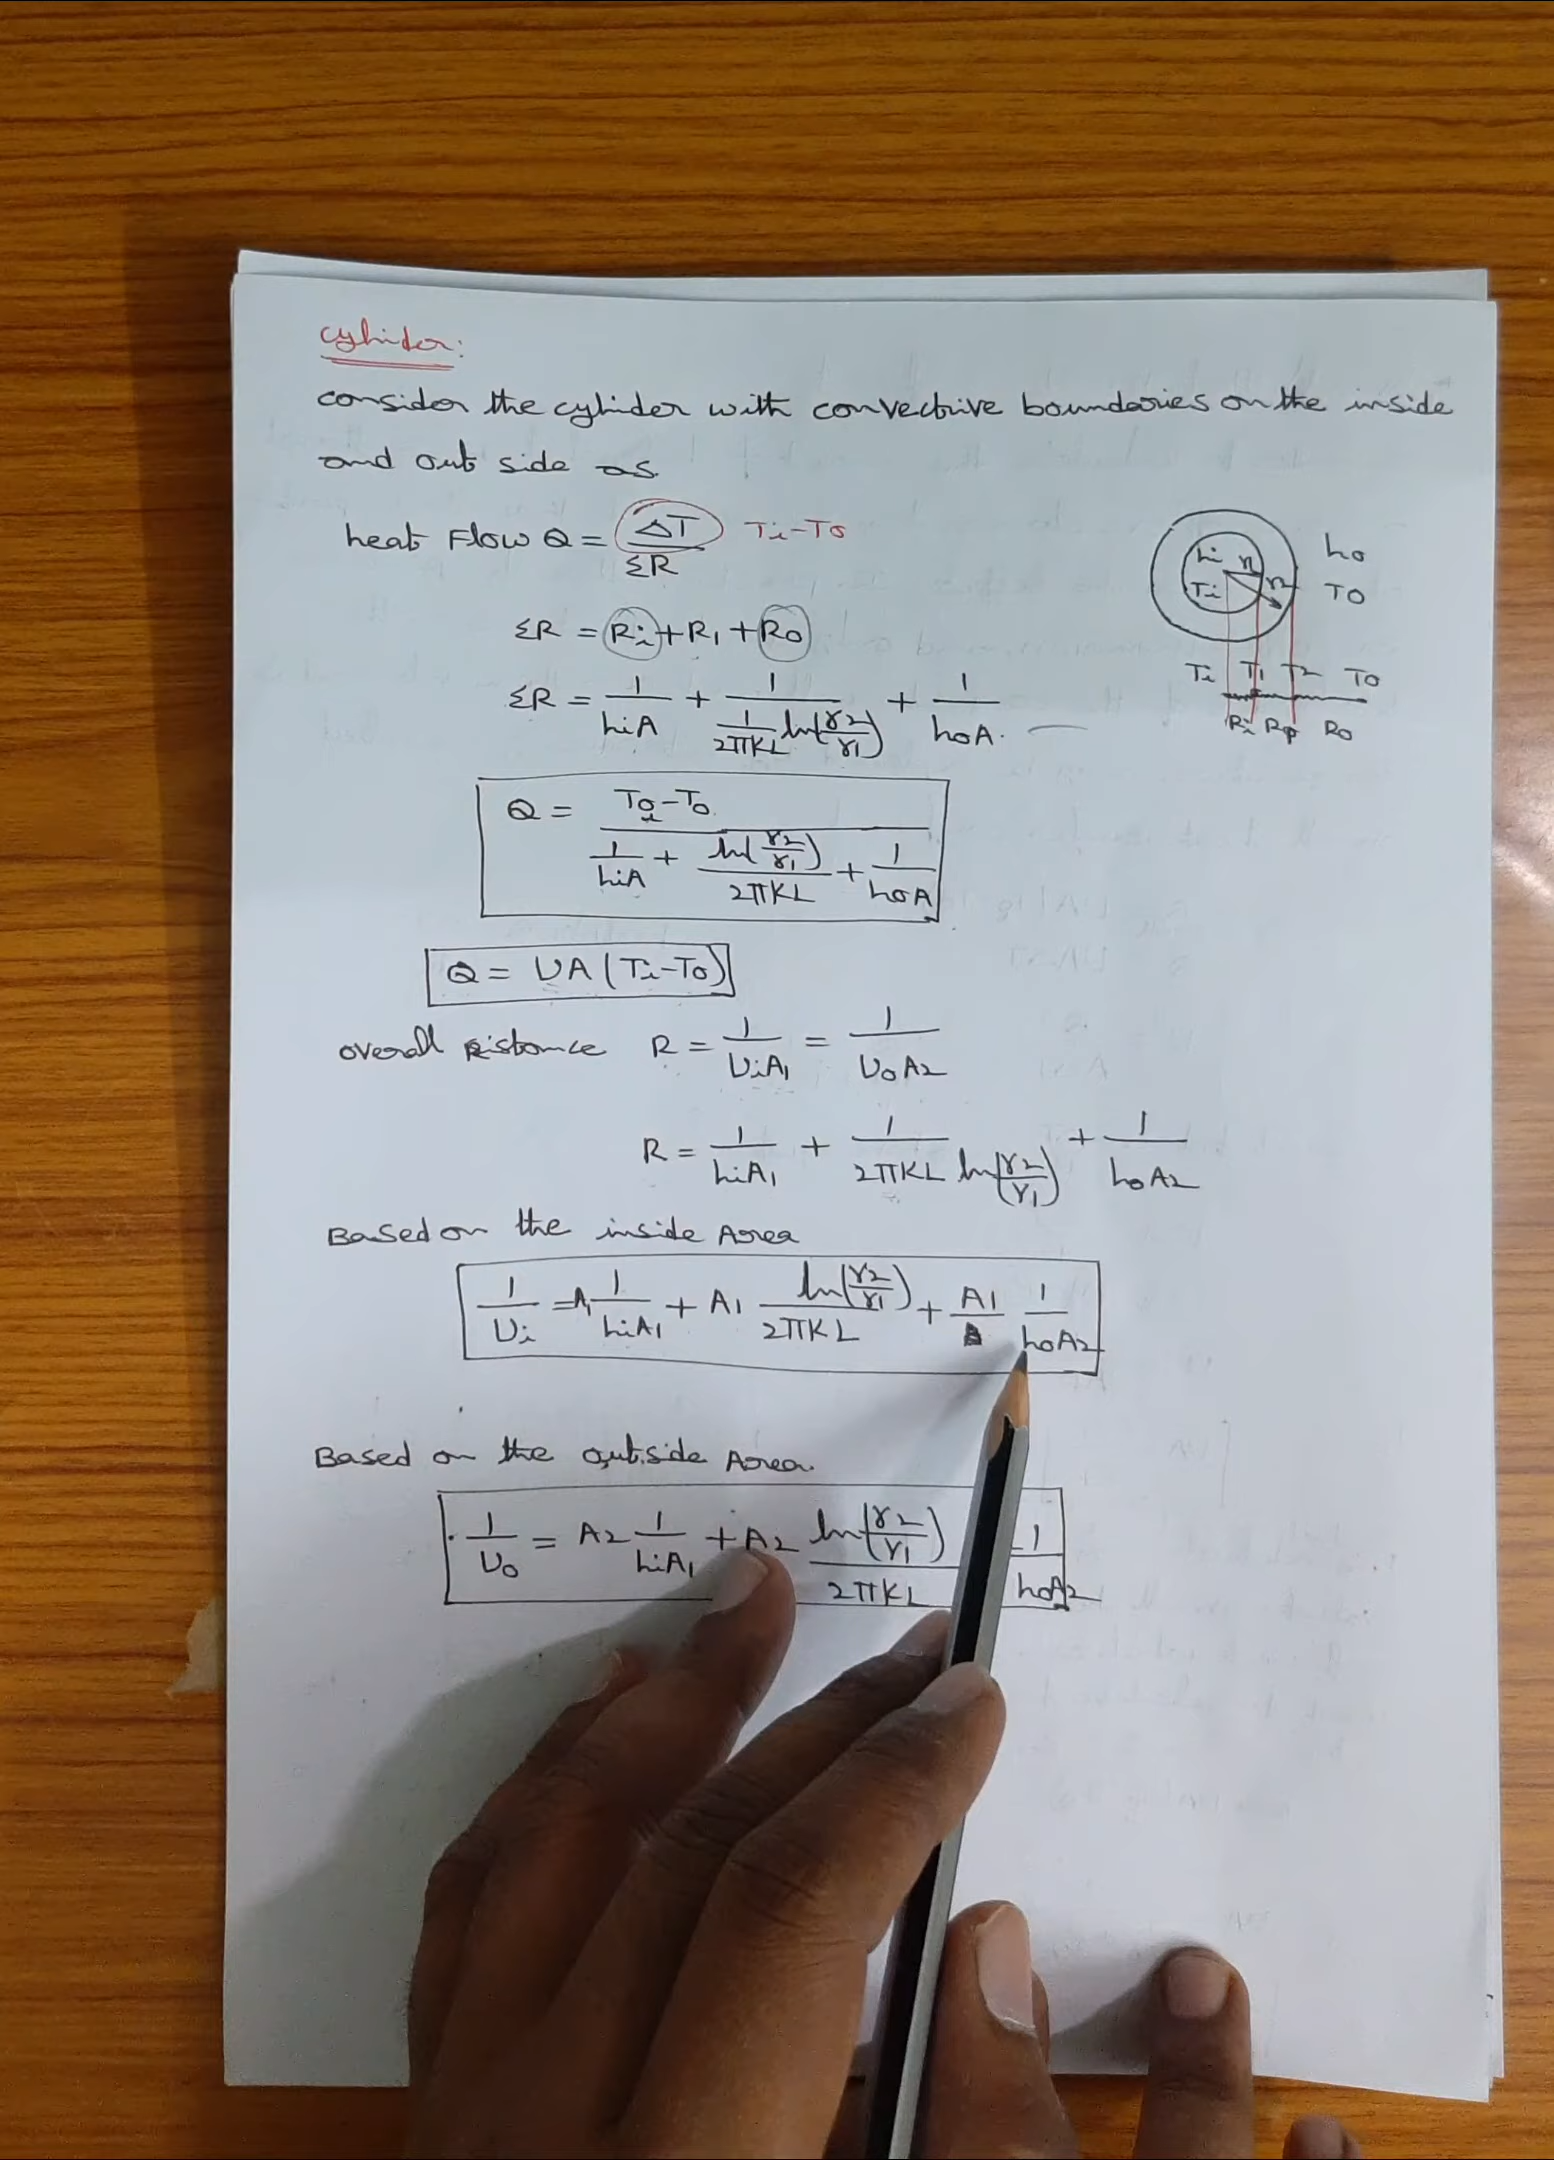 cylinder:
consider the cylinder with convective boundaries on the inside
and out side as
heat Flow Q = ΔT / ΣR Ti-To
ΣR = Ri + R1 + Ro
ΣR = 1/hiA + 1/(1/2πKL ln(r2/r1)) + 1/hoA.
Q = Ti-To / (1/hiA + ln(r2/r1)/2πKL + 1/hoA)
Q = UA (Ti-To)
overall ristance R = 1/UiA1 = 1/UoA2
R = 1/hiA1 + 1/2πKL ln(r2/r1) + 1/hoA2
Based on the inside Area
1/Ui = A1 1/hiA1 + A1 ln(r2/r1)/2πKL + A1 1/hoA2
Based on the outside Area.
1/Uo = A2 1/hiA1 + A2 ln(r2/r1)/2πKL 1/hoA2
hi r1 r2 ho
Ti To
Ti T1 T2 To
Ri Ro